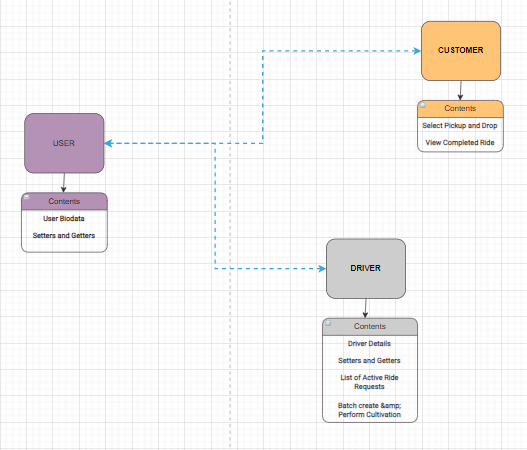 CUSTOMER
Contents
Select Pickup and Drop
View Completed Ride
USER
Contents
User Biodata
Setters and Getters
DRIVER
Contents
Driver Details
Setters and Getters
List of Active Ride
Requests
Batch create &amp;
Perform Cultivation